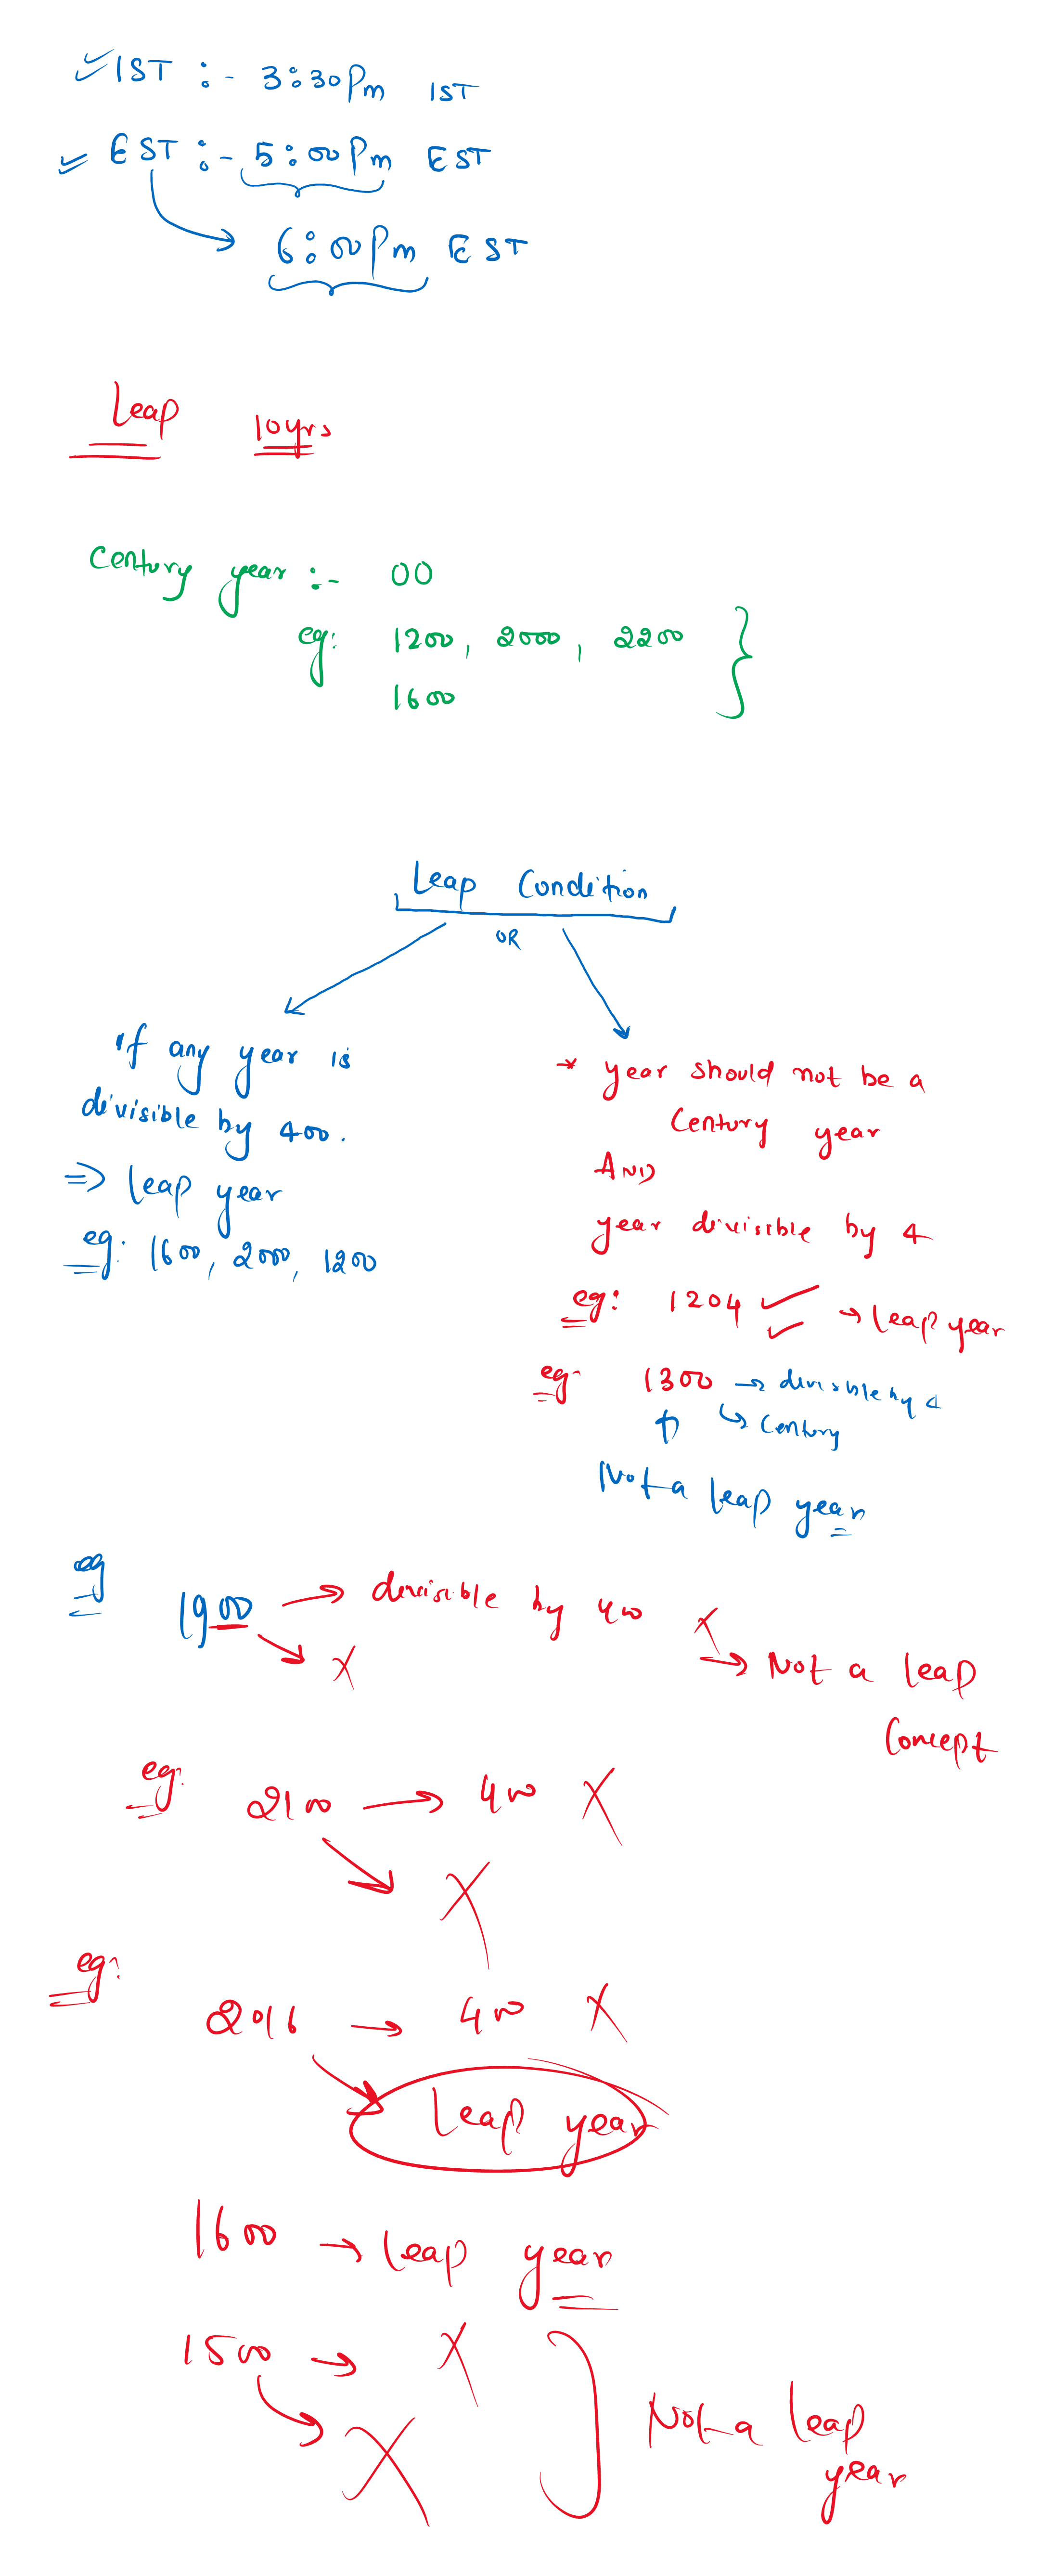 IST :- 3:30Pm IST
EST :- 5:00Pm EST
6:00Pm EST
Leap 10yrs
Century year :- 00
eg: 1200, 2000, 2200
1600
Leap Condition
OR
If any year is
divisible by 400.
=> leap year
eg: 1600, 2000, 1200
* year should not be a
Century year
AND
year divisible by 4
eg: 1204 → leap year
eg: 1300 → divisible by 4
↳ Century
Not a leap year
eg
1900 → divisible by 400 X
X
→ Not a leap
Concept
eg: 2100 → 400 X
X
eg:
2016 → 400 X
Leap year
1600 → leap year
1500 → X
X
Not a leap
year